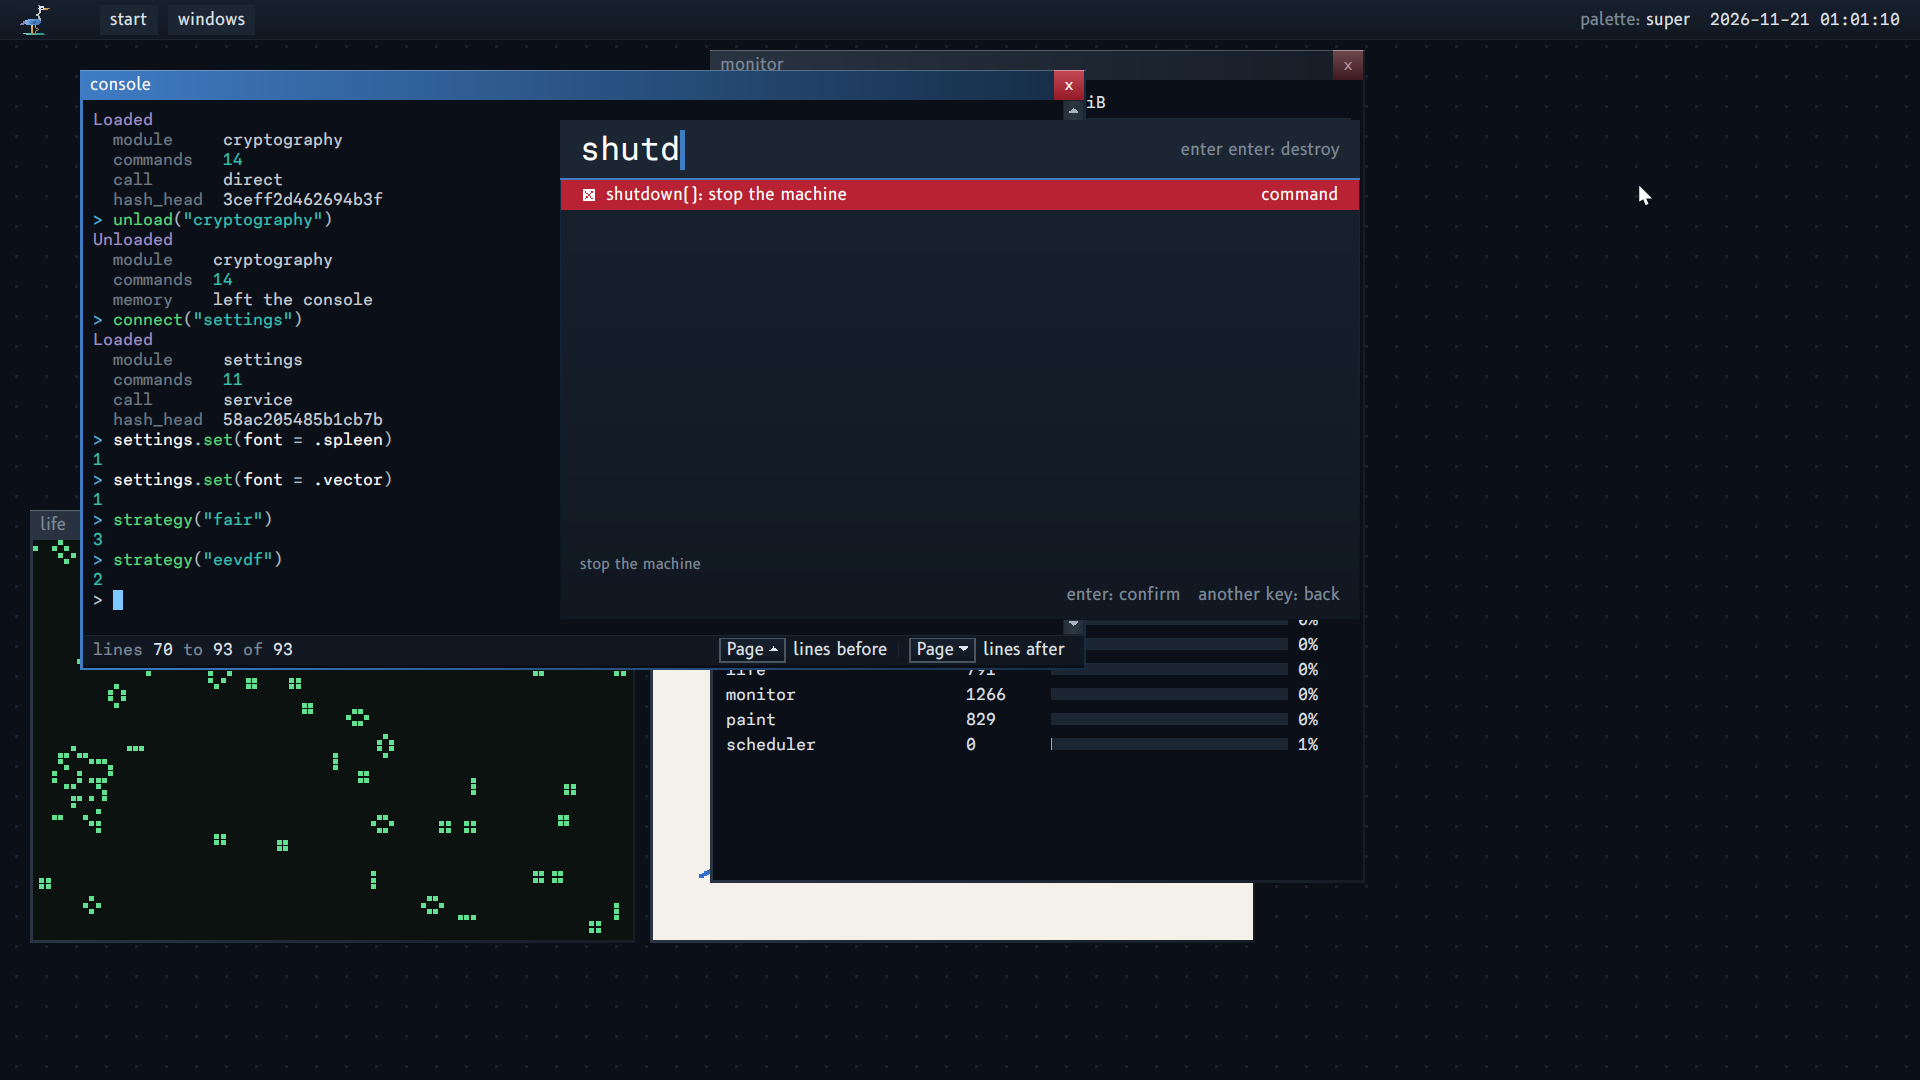 start windows palette: super 2026-11-21 01:01:10
monitor x
console x
iB
Loaded
module cryptography
commands 14
call direct
hash_head 3ceff2d462694b3f
> unload("cryptography")
Unloaded
module cryptography
commands 14
memory left the console
> connect("settings")
Loaded
module settings
commands 11
call service
hash_head 58ac205485b1cb7b
> settings.set(font = .spleen)
1
> settings.set(font = .vector)
1
> strategy("fair")
3
> strategy("eevdf")
2
>
lines 70 to 93 of 93 Page lines before Page lines after
shutd enter enter: destroy
shutdown(): stop the machine command
stop the machine
enter: confirm another key: back
life
0%
0%
life 791 0%
monitor 1266 0%
paint 829 0%
scheduler 0 1%